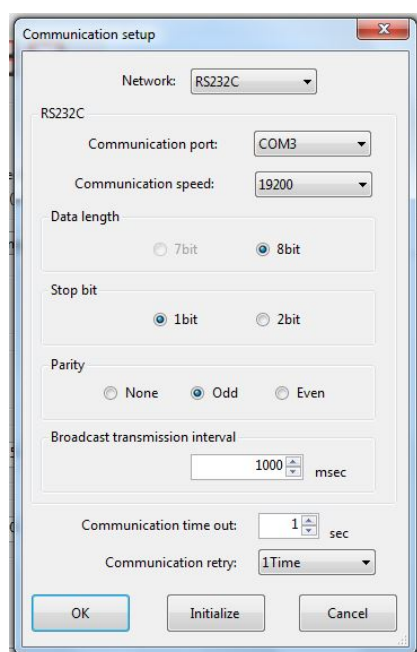 Communication setup
Network: RS232C
RS232C
Communication port: COM3
Communication speed: 19200
Data length
7bit 8bit
Stop bit
1bit 2bit
Parity
None Odd Even
Broadcast transmission interval
1000 msec
Communication time out: 1 sec
Communication retry: 1Time
OK Initialize Cancel